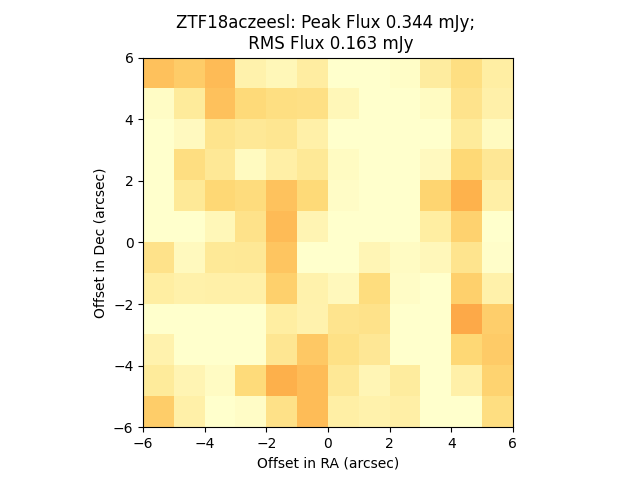 ZTF18aczeesl: Peak Flux 0.344 mJy;
RMS Flux 0.163 mJy
6
4
2
0
−2
−4
−6
Offset in Dec (arcsec)
−6 −4 −2 0 2 4 6
Offset in RA (arcsec)